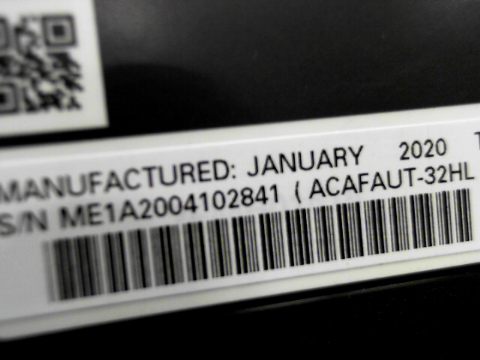 MANUFACTURED: JANUARY 2020 T
S/N ME1A2004102841 ( ACAFAUT-32HL